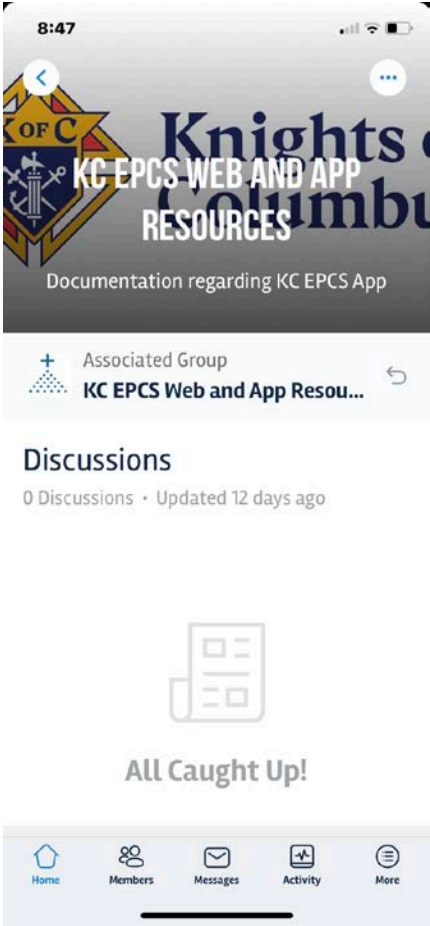 8:47
K OF C
Knights
Columbu
KC EPCS WEB AND APP
RESOURCES
Documentation regarding KC EPCS App
Associated Group
KC EPCS Web and App Resou...
Discussions
0 Discussions • Updated 12 days ago
All Caught Up!
Home
Members
Messages
Activity
More